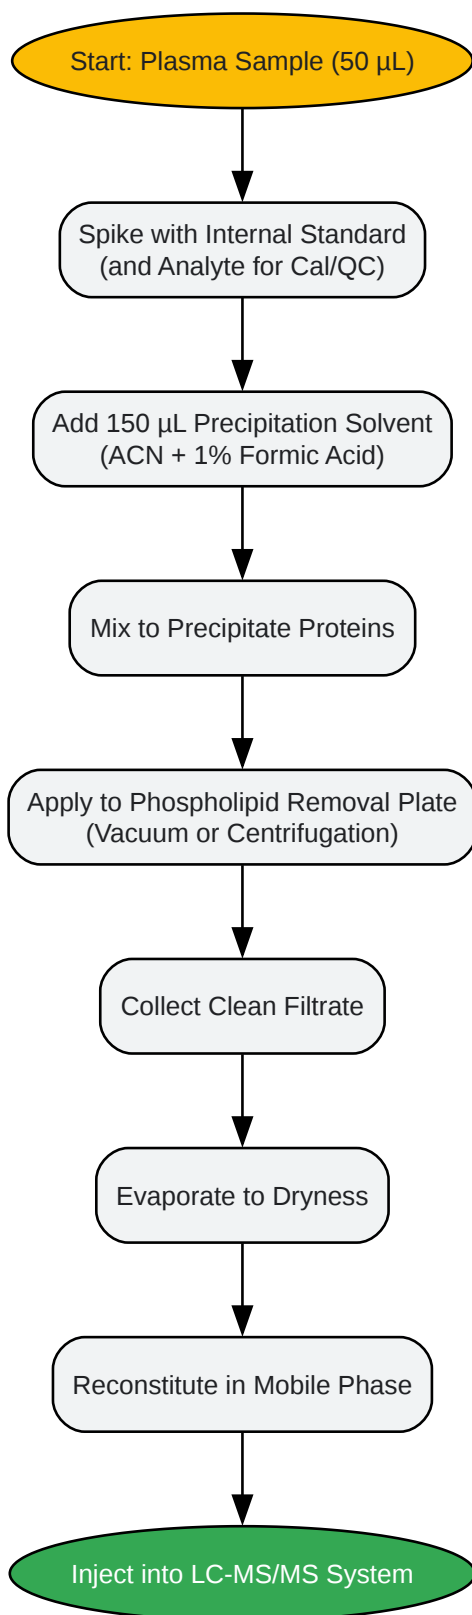 Start: Plasma Sample (50 µL)
Spike with Internal Standard
(and Analyte for Cal/QC)
Add 150 µL Precipitation Solvent
(ACN + 1% Formic Acid)
Mix to Precipitate Proteins
Apply to Phospholipid Removal Plate
(Vacuum or Centrifugation)
Collect Clean Filtrate
Evaporate to Dryness
Reconstitute in Mobile Phase
Inject into LC-MS/MS System